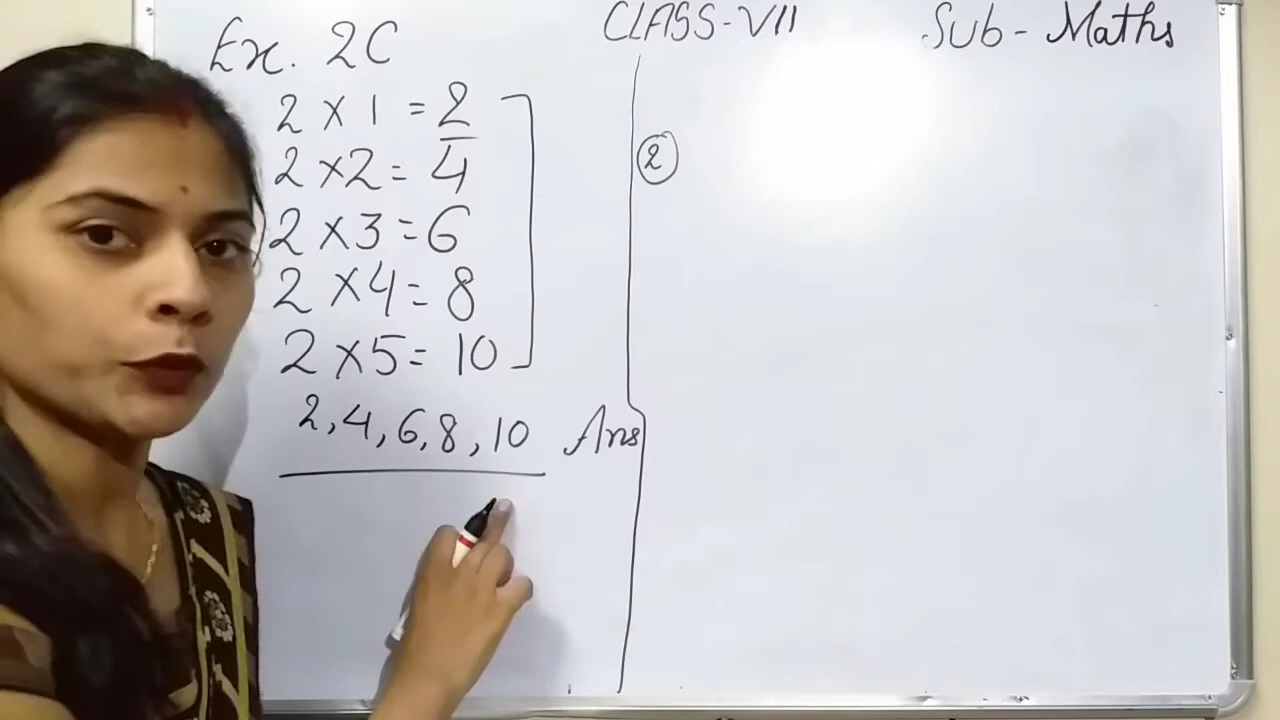 CLASS-VII
Sub - Maths
Ex. 2C
2 × 1 = 2
2 × 2 = 4
2 × 3 = 6
2 × 4 = 8
2 × 5 = 10
2, 4, 6, 8, 10 Ans
2